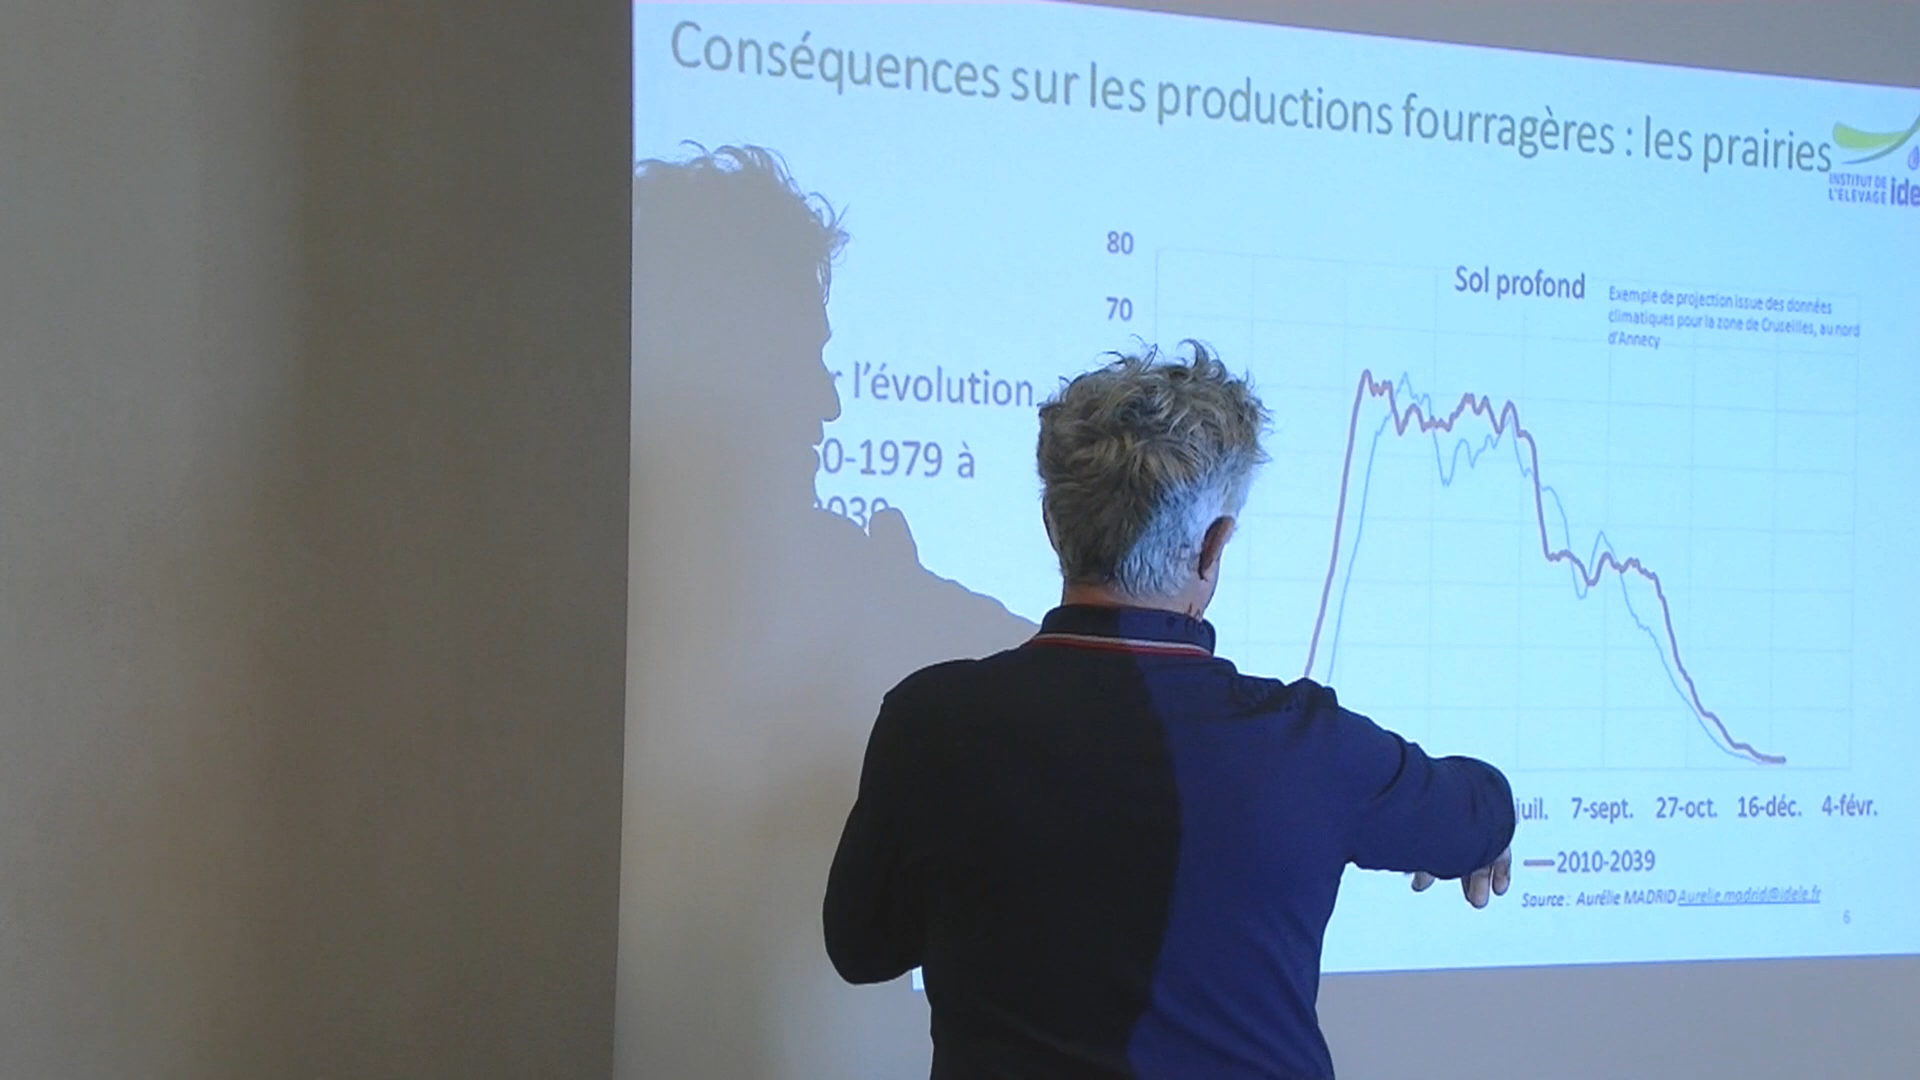 Conséquences sur les productions fourragères : les prairies
INSTITUT DE
L'ÉLEVAGE ide
80
70
Sol profond
Exemple de projection issue des données
climatiques pour la zone de Cruseilles, au nord
d'Annecy
r l'évolution
0-1979 à
039
juil. 7-sept. 27-oct. 16-déc. 4-févr.
2010-2039
Source : Aurélie MADRID Aurelie.madrid@idele.fr
6